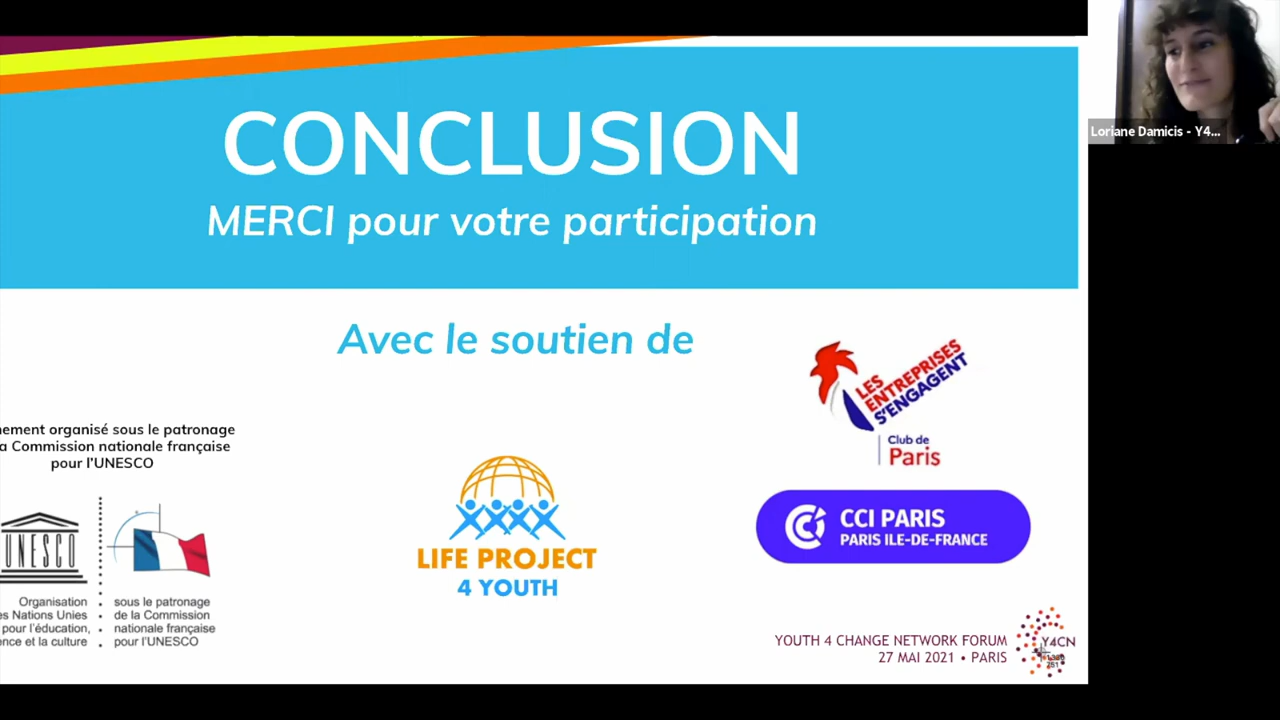 Loriane Damicis - Y4...
CONCLUSION
MERCI pour votre participation
Avec le soutien de
LES
ENTREPRISES
S'ENGAGENT
Club de
Paris
nement organisé sous le patronage
a Commission nationale française
pour l'UNESCO
UNESCO
Organisation
es Nations Unies
pour l'éducation,
ence et la culture
sous le patronage
de la Commission
nationale française
pour l'UNESCO
LIFE PROJECT
4 YOUTH
CCI PARIS
PARIS ILE-DE-FRANCE
YOUTH 4 CHANGE NETWORK FORUM
27 MAI 2021 • PARIS
Y4CN